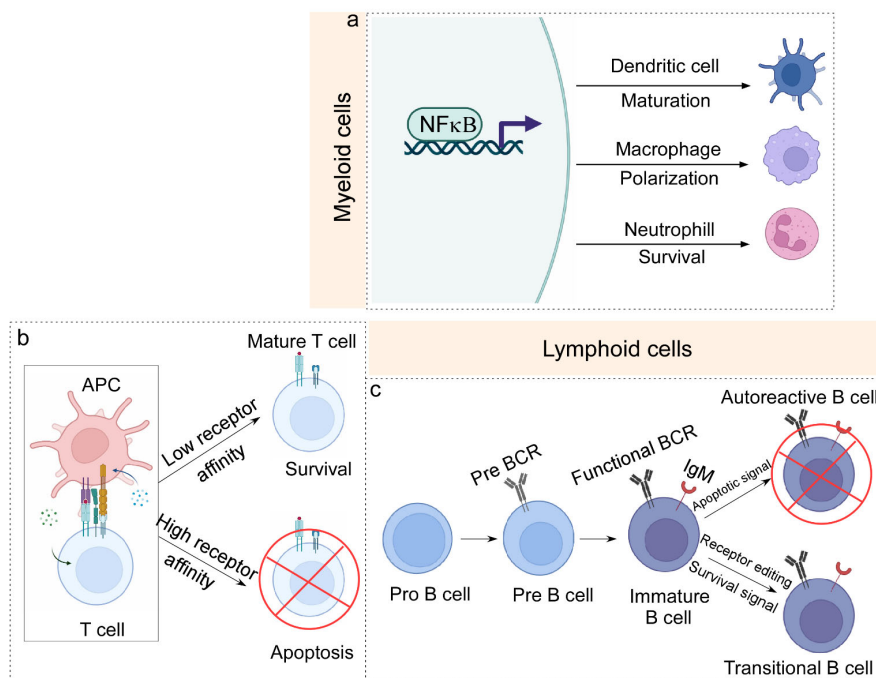 a
Myeloid cells
NFκB
Dendritic cell
Maturation
Macrophage
Polarization
Neutrophill
Survival
b
APC
T cell
Low receptor
affinity
High receptor
affinity
Mature T cell
Survival
Apoptosis
Lymphoid cells
c
Pro B cell
Pre BCR
Pre B cell
Functional BCR
IgM
Immature
B cell
Apoptotic signal
Autoreactive B cell
Receptor editing
Survival signal
Transitional B cell